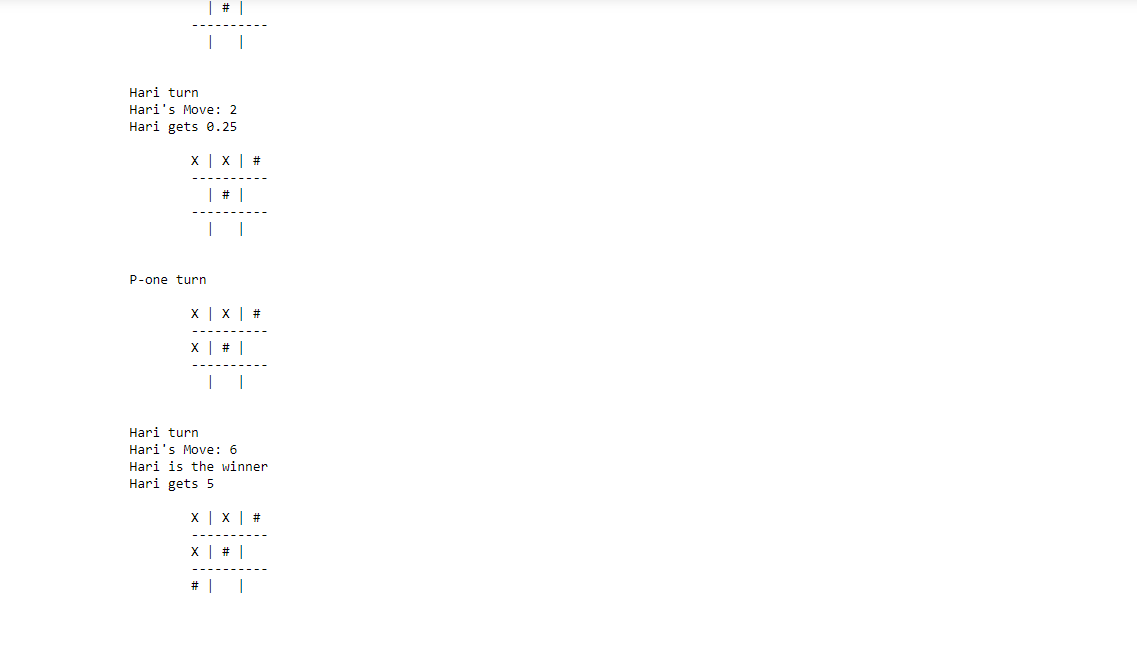 | # |
----------
|   |
Hari turn
Hari's Move: 2
Hari gets 0.25
X | X | #
----------
| # |
----------
|   |
P-one turn
X | X | #
----------
X | # |
----------
|   |
Hari turn
Hari's Move: 6
Hari is the winner
Hari gets 5
X | X | #
----------
X | # |
----------
# |   |